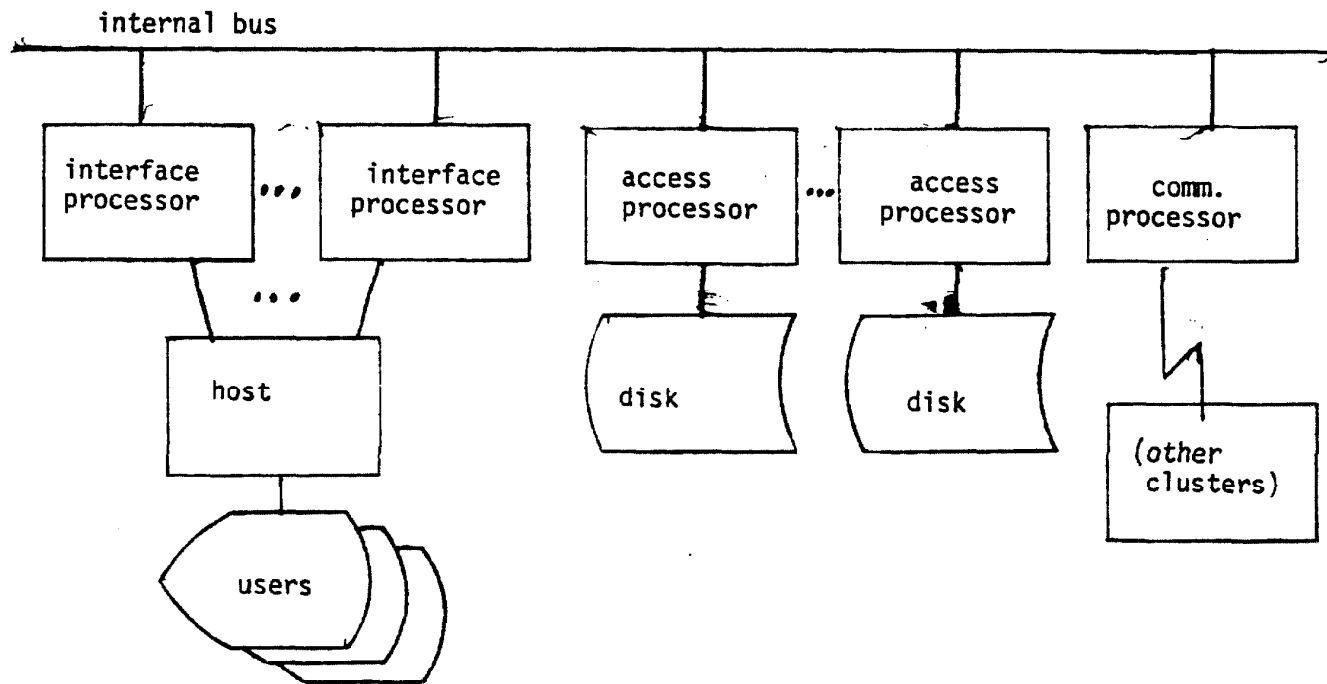 internal bus
interface
processor
interface
processor
access
processor
access
processor
comm.
processor
host
disk
disk
(other
clusters)
users